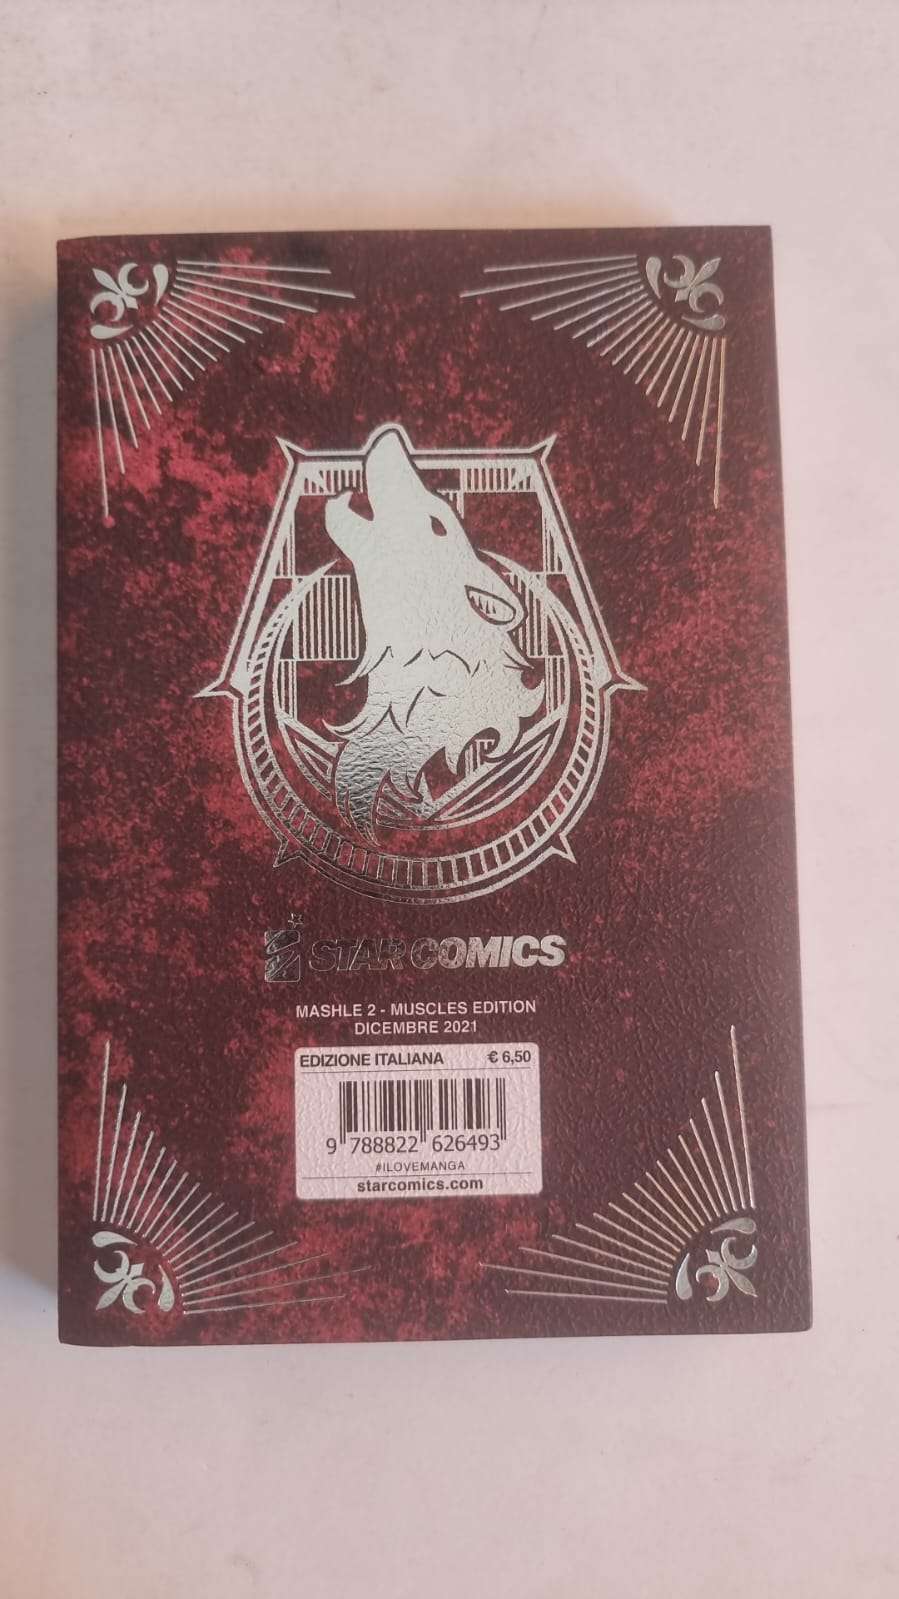 STAR COMICS
MASHLE 2 - MUSCLES EDITION
DICEMBRE 2021
EDIZIONE ITALIANA € 6,50
9 788822 626493
#ILOVEMANGA
starcomics.com